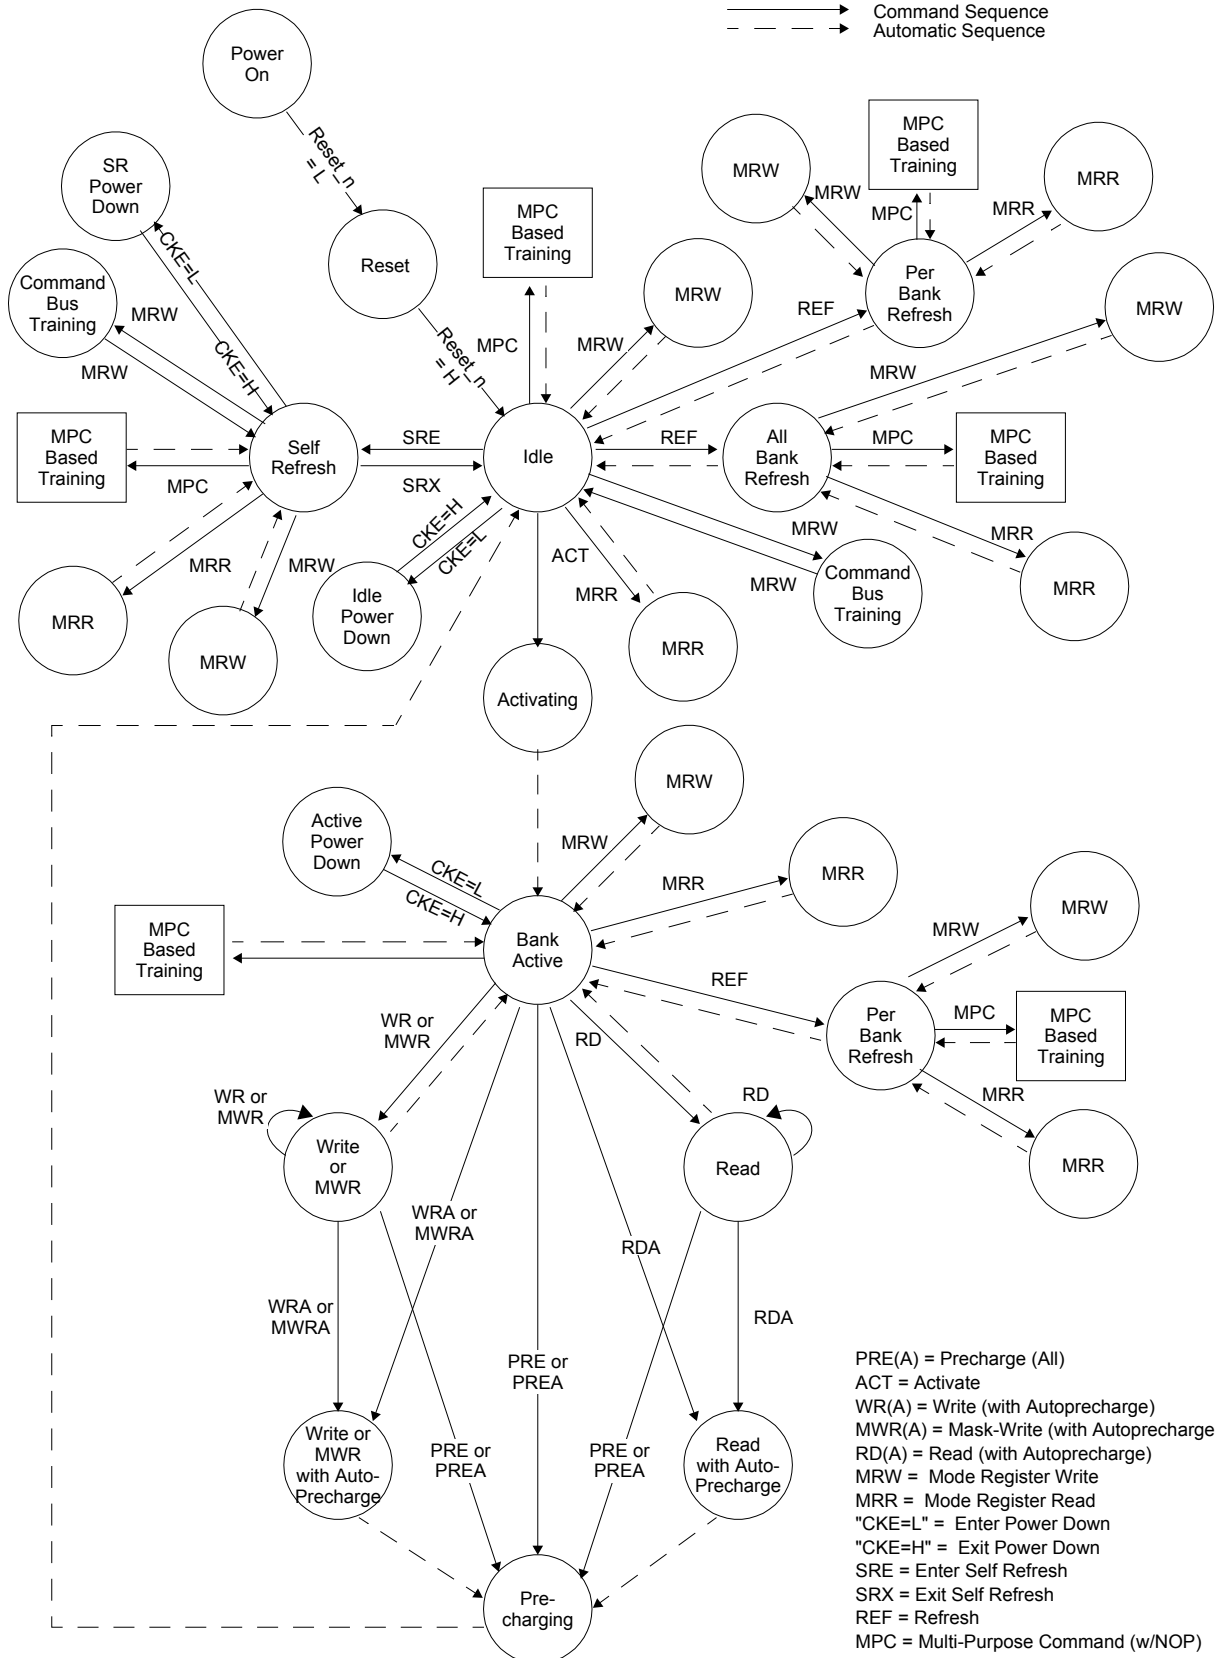 Command Sequence
Automatic Sequence
Power
On
Reset_n
= L
SR
Power
Down
CKE=L
CKE=H
Command
Bus
Training
MRW
MRW
Reset
Reset_n
= H
MPC
Based
Training
MPC
MRW
MRW
MRW
MRW
MPC
Based
Training
MPC
MRR
MRR
Per
Bank
Refresh
REF
MRW
MRW
MPC
Based
Training
MPC
Self
Refresh
SRE
SRX
Idle
REF
All
Bank
Refresh
MPC
MPC
Based
Training
MRR
MRR
MRR
MRR
MRW
MRW
CKE=H
CKE=L
Idle
Power
Down
ACT
MRR
MRR
MRW
MRW
Command
Bus
Training
Activating
MRW
MRW
Active
Power
Down
CKE=L
CKE=H
MRR
MRR
MPC
Based
Training
Bank
Active
REF
MRW
MRW
Per
Bank
Refresh
MPC
MPC
Based
Training
MRR
MRR
WR or
MWR
RD
WR or
MWR
RD
Write
or
MWR
Read
WRA or
MWRA
RDA
WRA or
MWRA
RDA
PRE or
PREA
PRE or
PREA
PRE or
PREA
Write or
MWR
with Auto-
Precharge
Read
with Auto-
Precharge
Pre-
charging
PRE(A) = Precharge (All)
ACT = Activate
WR(A) = Write (with Autoprecharge)
MWR(A) = Mask-Write (with Autoprecharge
RD(A) = Read (with Autoprecharge)
MRW = Mode Register Write
MRR = Mode Register Read
"CKE=L" = Enter Power Down
"CKE=H" = Exit Power Down
SRE = Enter Self Refresh
SRX = Exit Self Refresh
REF = Refresh
MPC = Multi-Purpose Command (w/NOP)